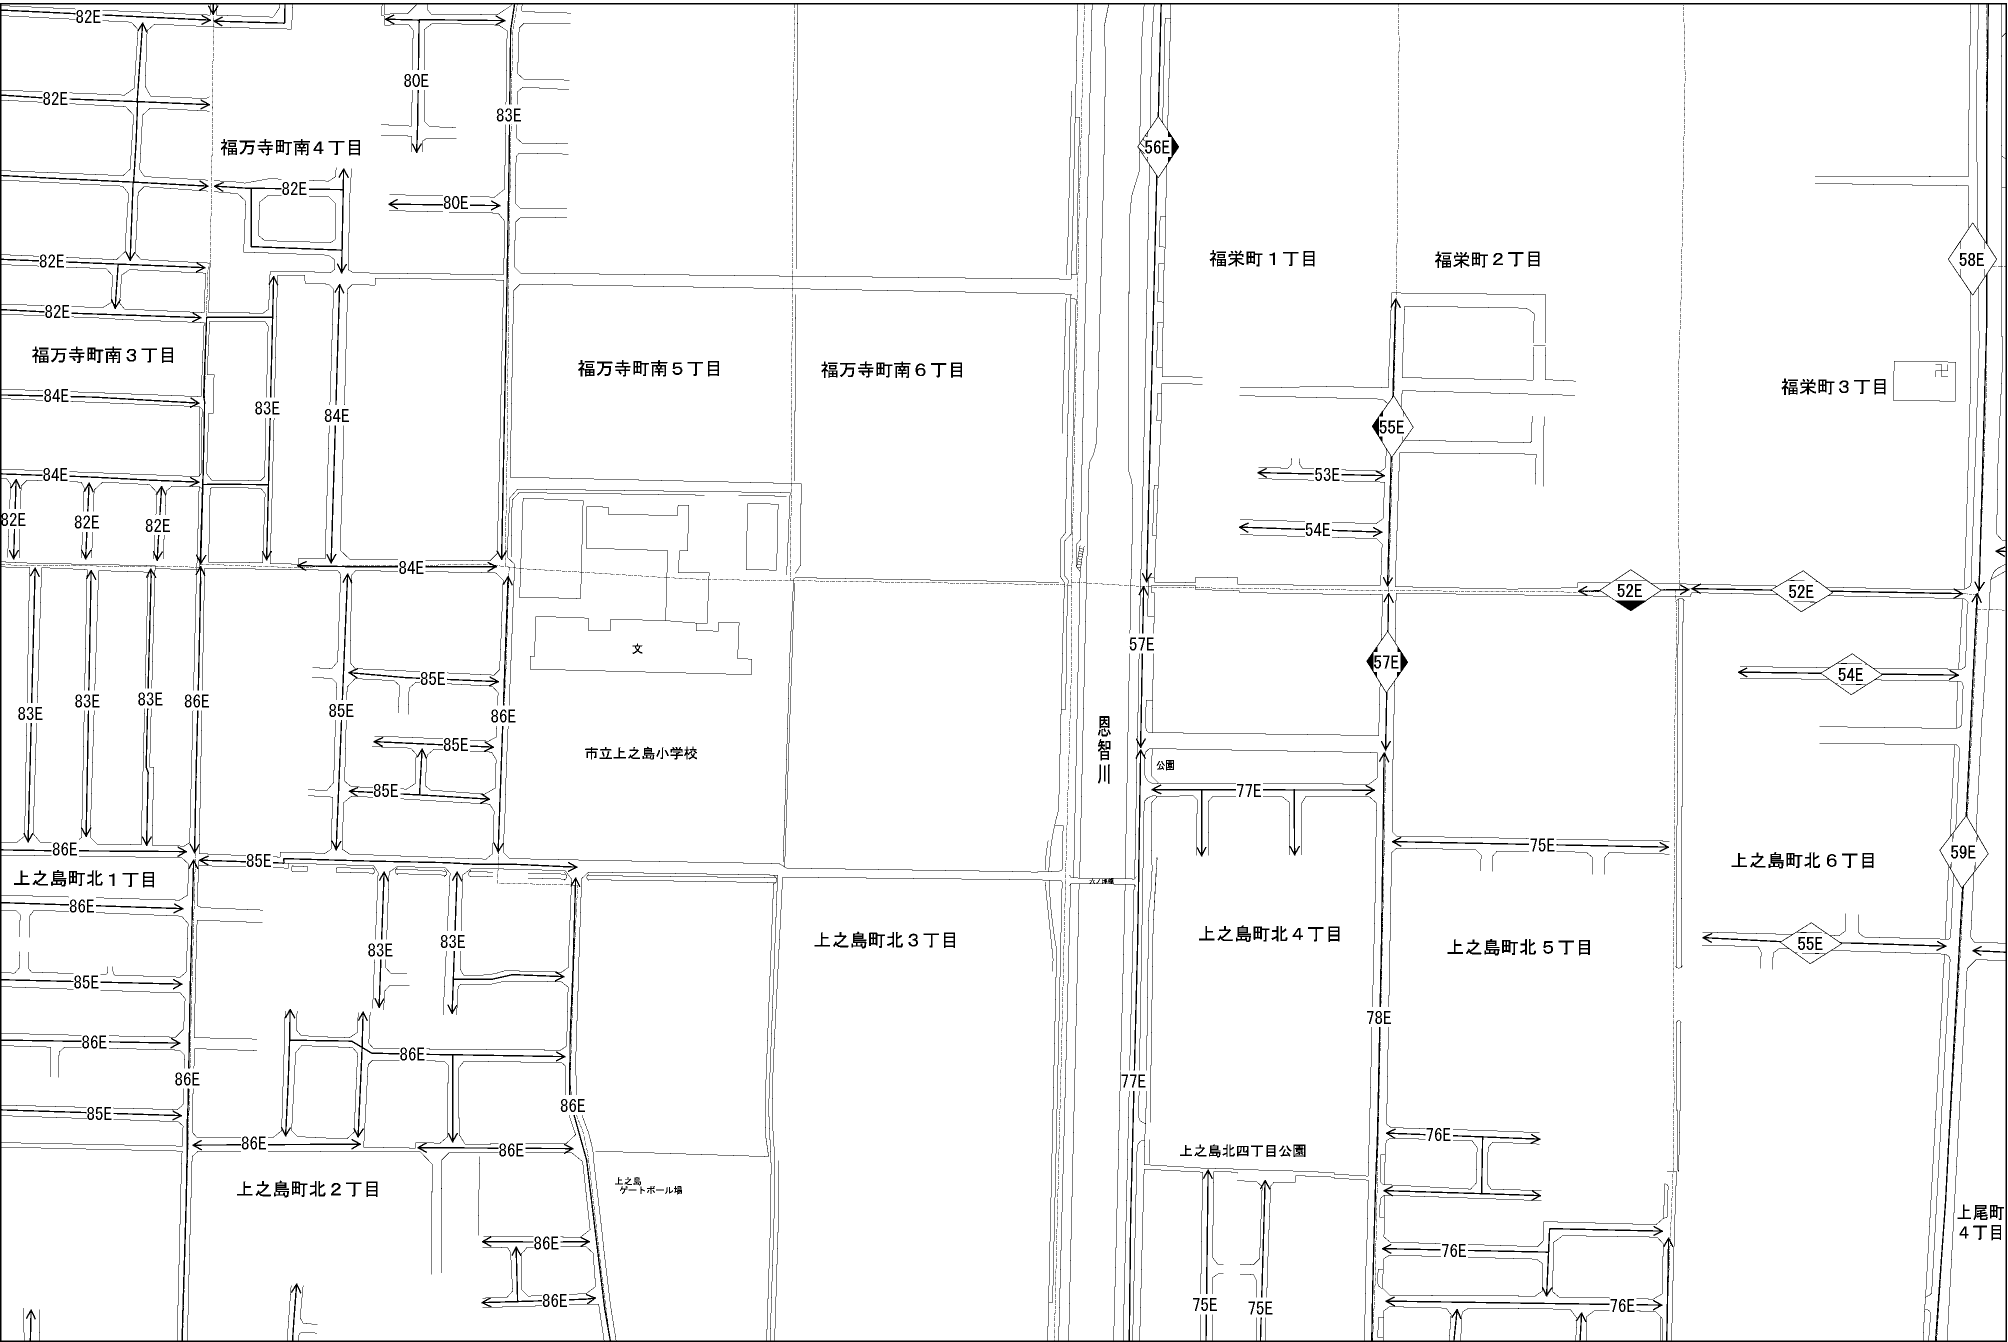 82E
80E
82E
83E
福万寺町南４丁目
56E
82E
80E
82E
福栄町１丁目
福栄町２丁目
58E
82E
福万寺町南３丁目
福万寺町南５丁目
福万寺町南６丁目
福栄町３丁目
卍
84E
83E
84E
55E
84E
53E
82E
82E
82E
54E
84E
52E
52E
文
57E
57E
54E
83E
83E
83E
86E
85E
85E
86E
恩智川
85E
市立上之島小学校
公園
85E
77E
86E
85E
75E
59E
上之島町北１丁目
上之島町北６丁目
86E
83E
83E
上之島町北３丁目
上之島町北４丁目
上之島町北５丁目
55E
85E
78E
86E
86E
86E
77E
85E
86E
86E
86E
76E
上之島北四丁目公園
上之島町北２丁目
上之島
ゲートボール場
上尾町
４丁目
86E
76E
86E
75E
75E
76E